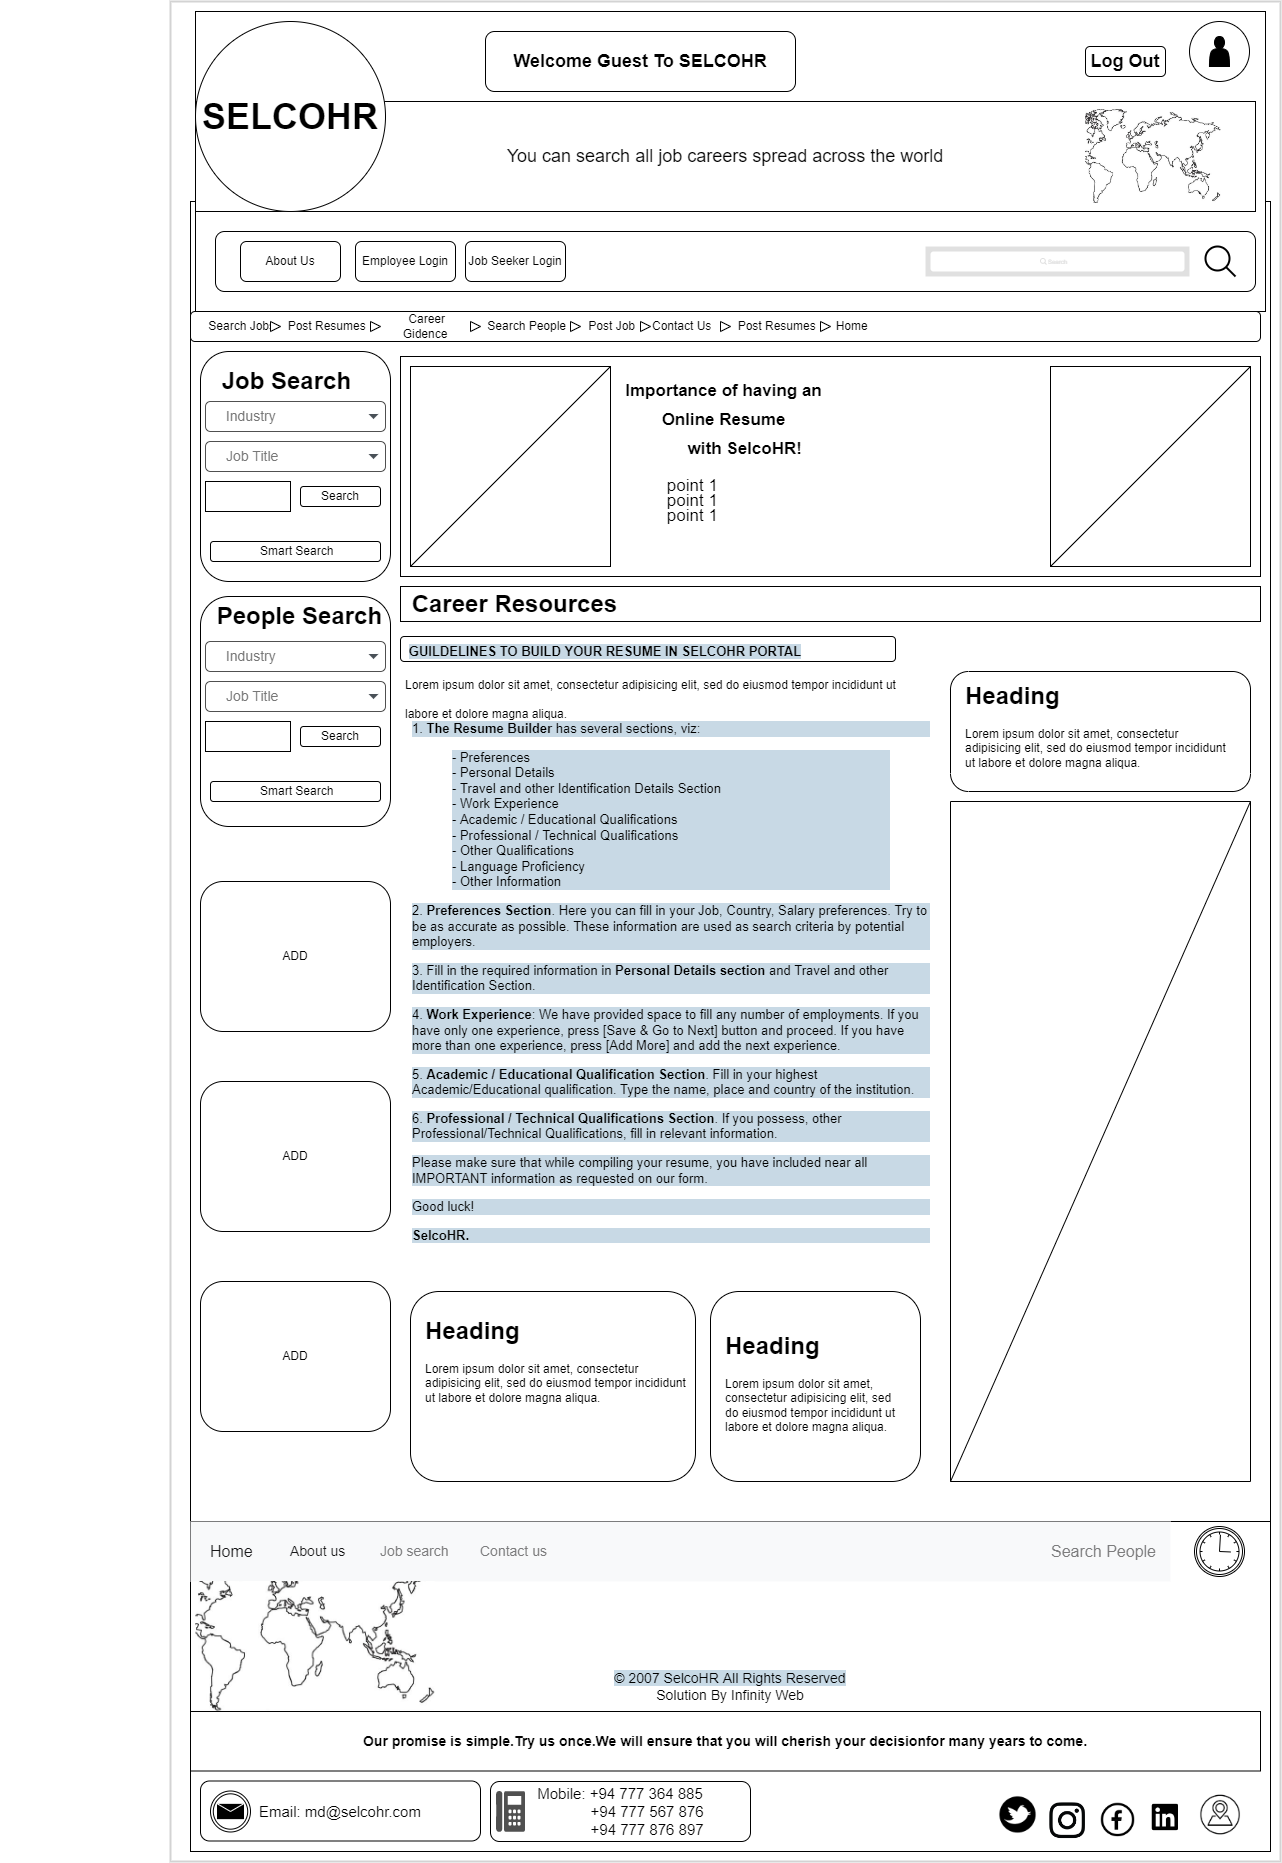 Welcome Guest To SELCOHR
Log Out
SELCOHR
You can search all job careers spread across the world
About Us
Employee Login
Job Seeker Login
Search
Search Job
Post Resumes
Career
Gidence
Search People
Post Job
Contact Us
Post Resumes
Home
Job Search
Industry
Job Title
Search
Smart Search
Importance of having an
Online Resume
with SelcoHR!
point 1
point 1
point 1
People Search
Industry
Job Title
Search
Smart Search
ADD
ADD
ADD
Career Resources
GUILDELINES TO BUILD YOUR RESUME IN SELCOHR PORTAL
Lorem ipsum dolor sit amet, consectetur adipisicing elit, sed do eiusmod tempor incididunt ut
labore et dolore magna aliqua.
1. The Resume Builder has several sections, viz:
- Preferences
- Personal Details
- Travel and other Identification Details Section
- Work Experience
- Academic / Educational Qualifications
- Professional / Technical Qualifications
- Other Qualifications
- Language Proficiency
- Other Information
2. Preferences Section. Here you can fill in your Job, Country, Salary preferences. Try to
be as accurate as possible. These information are used as search criteria by potential
employers.
3. Fill in the required information in Personal Details section and Travel and other
Identification Section.
4. Work Experience: We have provided space to fill any number of employments. If you
have only one experience, press [Save & Go to Next] button and proceed. If you have
more than one experience, press [Add More] and add the next experience.
5. Academic / Educational Qualification Section. Fill in your highest
Academic/Educational qualification. Type the name, place and country of the institution.
6. Professional / Technical Qualifications Section. If you possess, other
Professional/Technical Qualifications, fill in relevant information.
Please make sure that while compiling your resume, you have included near all
IMPORTANT information as requested on our form.
Good luck!
SelcoHR.
Heading
Lorem ipsum dolor sit amet, consectetur
adipisicing elit, sed do eiusmod tempor incididunt
ut labore et dolore magna aliqua.
Heading
Lorem ipsum dolor sit amet, consectetur
adipisicing elit, sed do eiusmod tempor incididunt
ut labore et dolore magna aliqua.
Heading
Lorem ipsum dolor sit amet,
consectetur adipisicing elit, sed
do eiusmod tempor incididunt ut
labore et dolore magna aliqua.
Home
About us
Job search
Contact us
Search People
© 2007 SelcoHR All Rights Reserved
Solution By Infinity Web
Our promise is simple.Try us once.We will ensure that you will cherish your decisionfor many years to come.
Email: md@selcohr.com
Mobile: +94 777 364 885
+94 777 567 876
+94 777 876 897
in